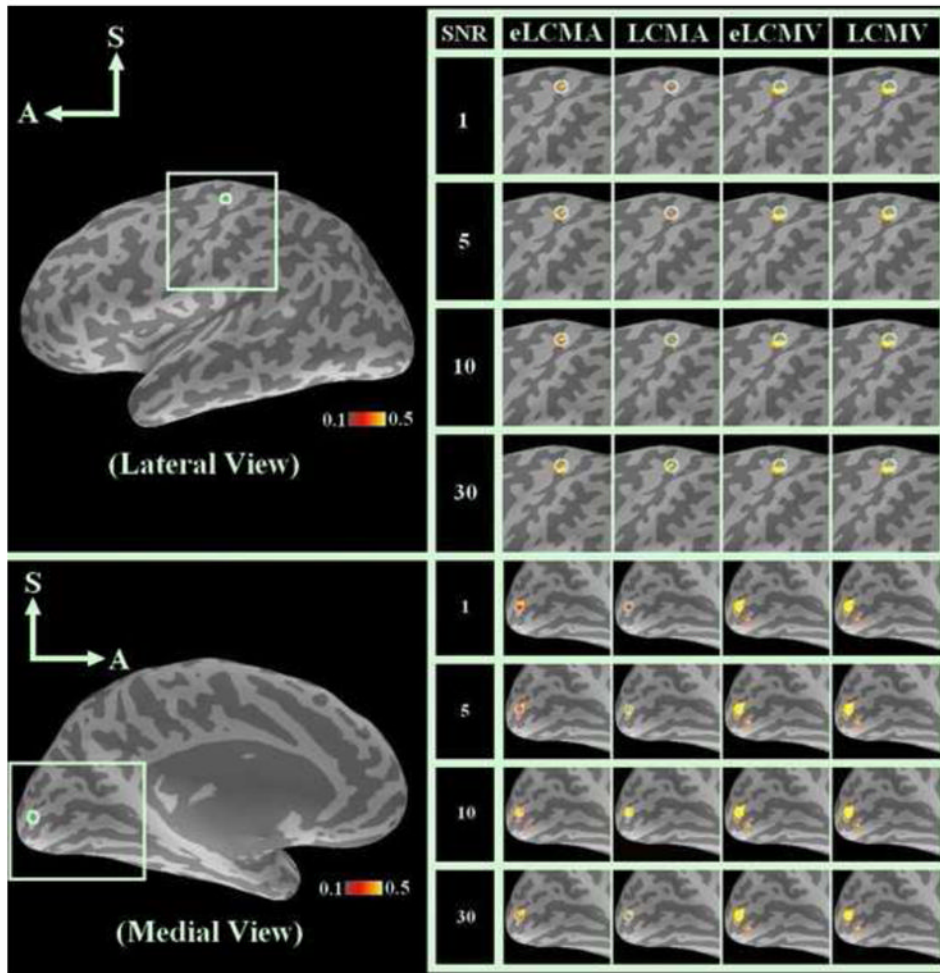 S
A
0.1 0.5
(Lateral View)
SNR eLCMA LCMA eLCMV LCMV
1
5
10
30
S
A
0.1 0.5
(Medial View)
1
5
10
30